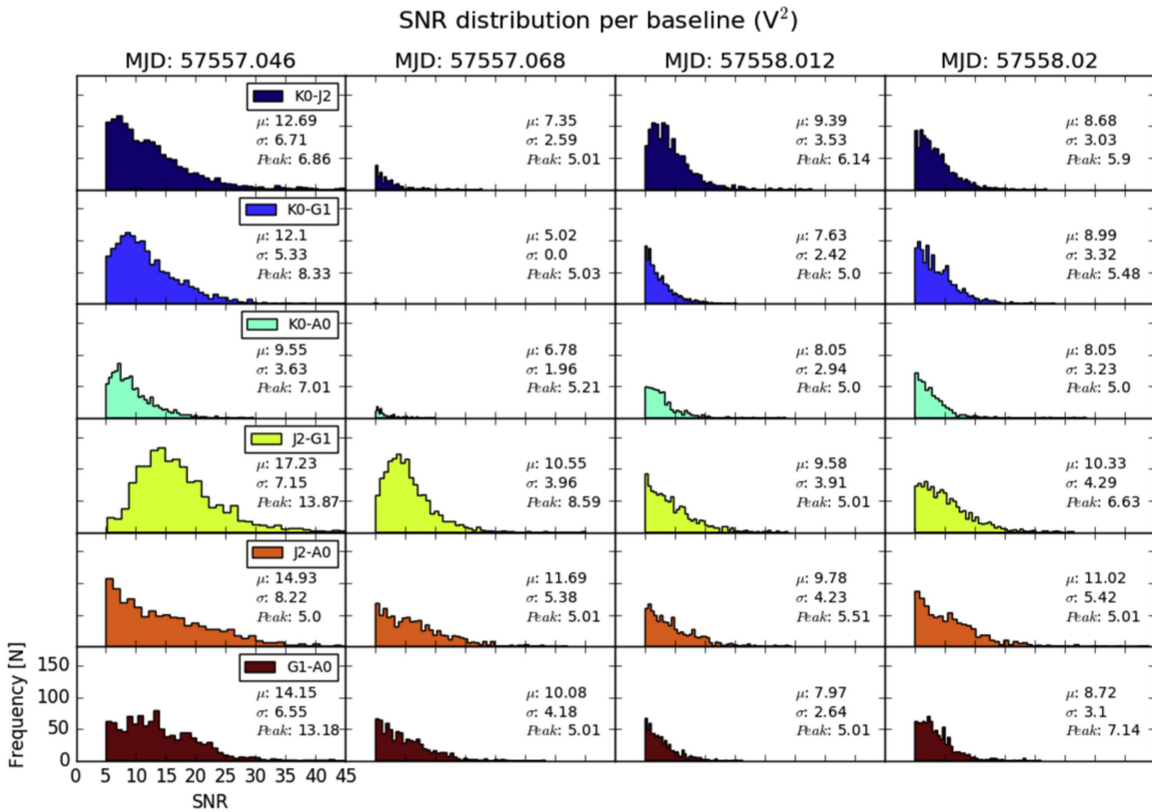 SNR distribution per baseline (V²)
MJD: 57557.046 MJD: 57557.068 MJD: 57558.012 MJD: 57558.02
K0-J2
μ: 12.69 μ: 7.35 μ: 9.39 μ: 8.68
σ: 6.71 σ: 2.59 σ: 3.53 σ: 3.03
Peak: 6.86 Peak: 5.01 Peak: 6.14 Peak: 5.9
K0-G1
μ: 12.1 μ: 5.02 μ: 7.63 μ: 8.99
σ: 5.33 σ: 0.0 σ: 2.42 σ: 3.32
Peak: 8.33 Peak: 5.03 Peak: 5.0 Peak: 5.48
K0-A0
μ: 9.55 μ: 6.78 μ: 8.05 μ: 8.05
σ: 3.63 σ: 1.96 σ: 2.94 σ: 3.23
Peak: 7.01 Peak: 5.21 Peak: 5.0 Peak: 5.0
J2-G1
μ: 17.23 μ: 10.55 μ: 9.58 μ: 10.33
σ: 7.15 σ: 3.96 σ: 3.91 σ: 4.29
Peak: 13.87 Peak: 8.59 Peak: 5.01 Peak: 6.63
J2-A0
μ: 14.93 μ: 11.69 μ: 9.78 μ: 11.02
σ: 8.22 σ: 5.38 σ: 4.23 σ: 5.42
Peak: 5.0 Peak: 5.01 Peak: 5.51 Peak: 5.01
G1-A0
μ: 14.15 μ: 10.08 μ: 7.97 μ: 8.72
σ: 6.55 σ: 4.18 σ: 2.64 σ: 3.1
Peak: 13.18 Peak: 5.01 Peak: 5.01 Peak: 7.14
Frequency [N]
150
100
50
0
0 5 10 15 20 25 30 35 40 45
SNR